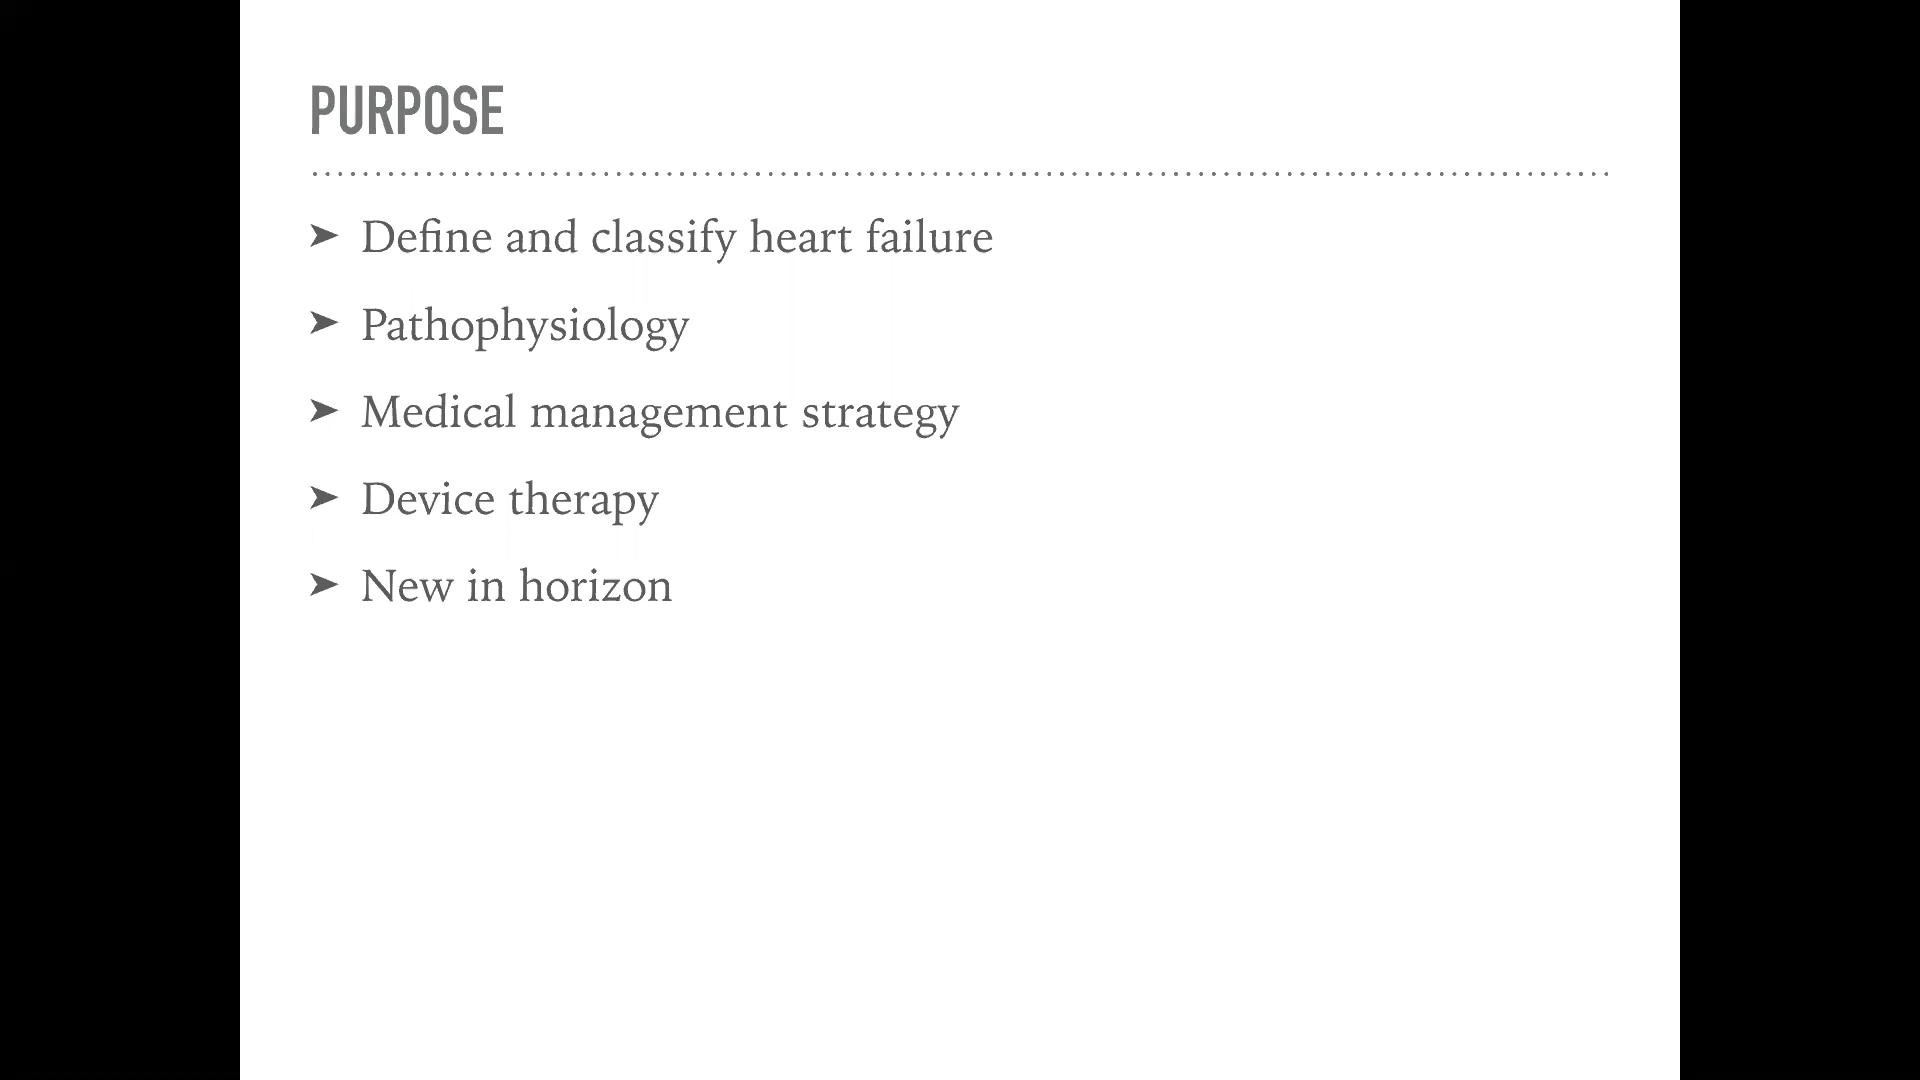 PURPOSE
➤ Define and classify heart failure
➤ Pathophysiology
➤ Medical management strategy
➤ Device therapy
➤ New in horizon